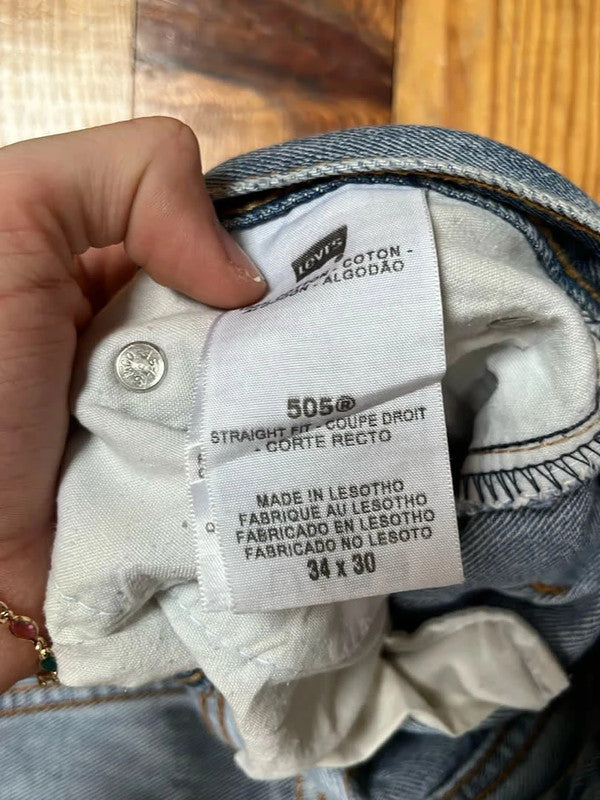 LEVI'S
COTON -
ALGODÃO
505®
STRAIGHT FIT - COUPE DROIT
- CORTE RECTO
MADE IN LESOTHO
FABRIQUE AU LESOTHO
FABRICADO EN LESOTHO
FABRICADO NO LESOTO
34 x 30